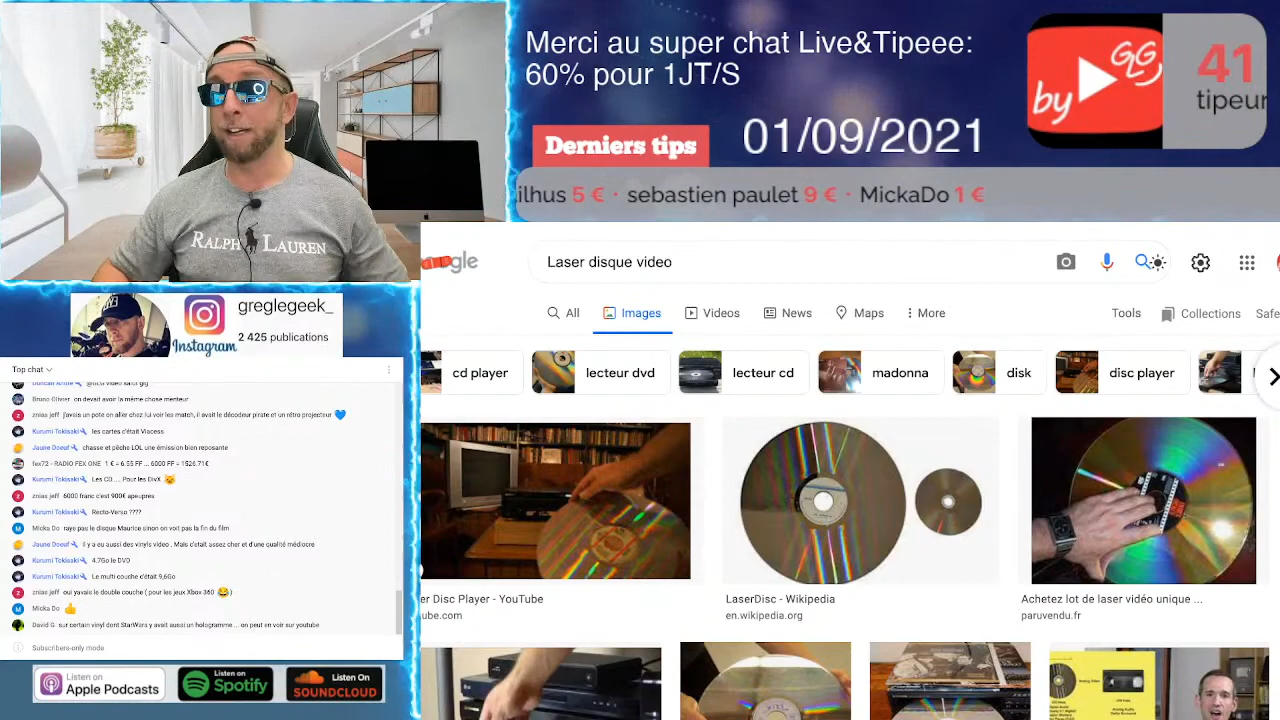 Merci au super chat Live&Tipeee:
60% pour 1JT/S
Derniers tips
01/09/2021
by GLG
41
tipeur
ilhus 5 € · sebastien paulet 9 € · MickaDo 1 €
RALPH LAUREN
ogle
Laser disque video
All
Images
Videos
News
Maps
More
Tools
Collections
Safe
cd player
lecteur dvd
lecteur cd
madonna
disk
disc player
er Disc Player - YouTube
ube.com
LaserDisc - Wikipedia
en.wikipedia.org
Achetez lot de laser vidéo unique ...
paruvendu.fr
greglegeek_
2 425 publications
Instagram
Top chat
Bruno Olivier on devait avoir la même chose menteur
znias jeff j'avais un pote on aller chez lui voir les match, il avait le décodeur pirate et un rétro projecteur
Kurumi Tokisaki les cartes c'était Viacess
Jaune Doeuf chasse et pêche LOL une émission bien reposante
fex72 - RADIO FEX ONE 1 € = 6.55 FF ... 6000 FF = 1526.71€
Kurumi Tokisaki Les CD.... Pour les DivX
znias jeff 6000 franc c'est 900€ apeupres
Kurumi Tokisaki Recto-Verso ????
Micka Do raye pas le disque Maurice sinon on voit pas la fin du film
Jaune Doeuf il y a eu aussi des vinyls video . Mais c'etait assez cher et d'une qualité médiocre
Kurumi Tokisaki 4.7Go le DVD
Kurumi Tokisaki Le multi couche c'était 9,6Go
znias jeff oui yavais le double couche ( pour les jeux Xbox 360 )
Micka Do
David G sur certain vinyl dont StarWars y avait aussi un hologramme... on peut en voir sur youtube
Subscribers-only mode
Listen on
Apple Podcasts
Listen on
Spotify
Listen On
SOUNDCLOUD